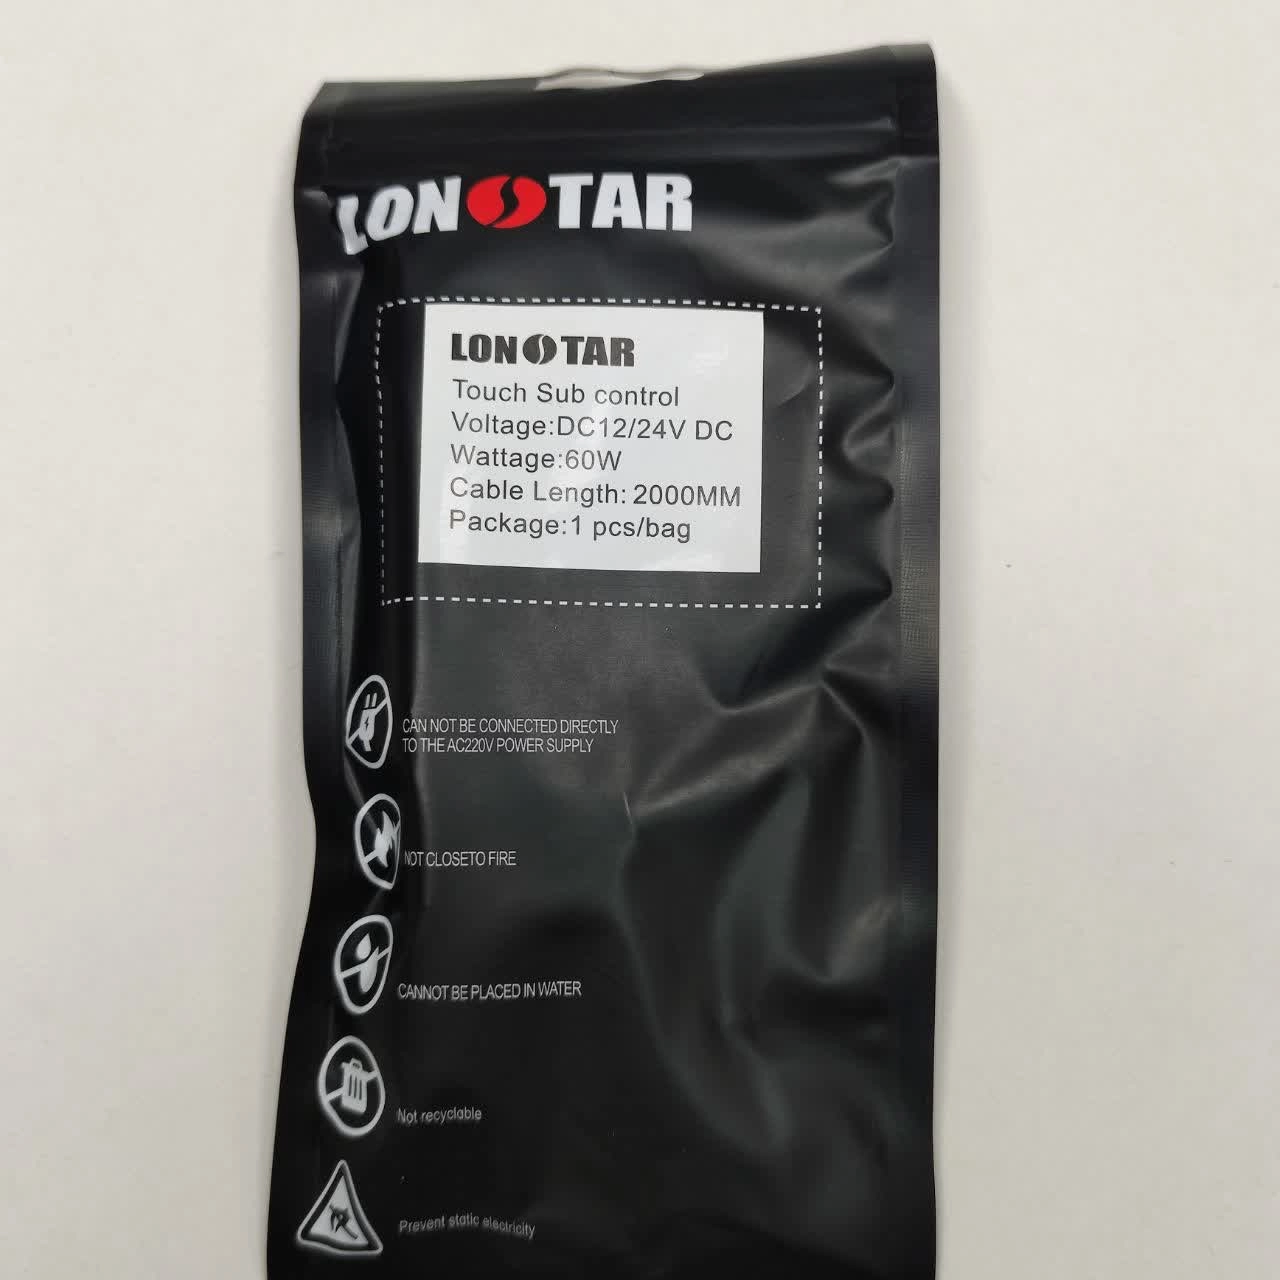 LONSTAR
LONSTAR
Touch Sub control
Voltage:DC12/24V DC
Wattage:60W
Cable Length: 2000MM
Package:1 pcs/bag
CAN NOT BE CONNECTED DIRECTLY
TO THE AC220V POWER SUPPLY
NOT CLOSETO FIRE
CANNOT BE PLACED IN WATER
Not recyclable
Prevent static electricity